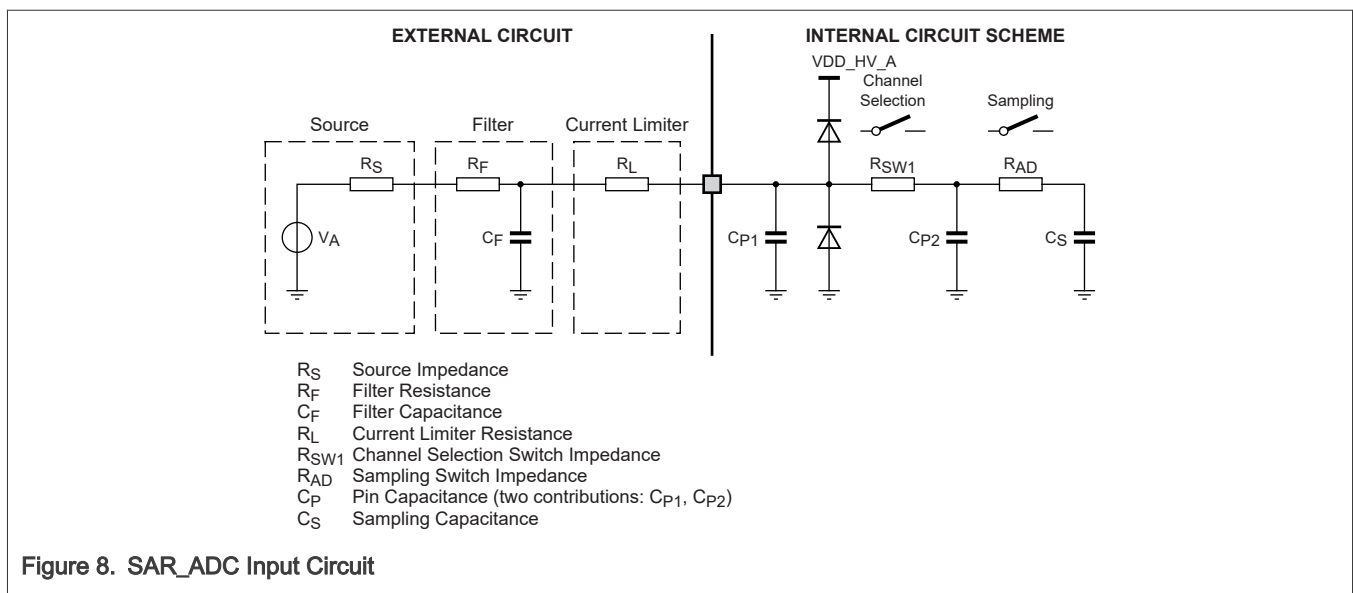 EXTERNAL CIRCUIT
INTERNAL CIRCUIT SCHEME
VDD_HV_A
Channel
Selection
Sampling
Source
Filter
Current Limiter
RS
RF
RL
RSW1
RAD
VA
CF
CP1
CP2
CS
RS Source Impedance
RF Filter Resistance
CF Filter Capacitance
RL Current Limiter Resistance
RSW1 Channel Selection Switch Impedance
RAD Sampling Switch Impedance
CP Pin Capacitance (two contributions: CP1, CP2)
CS Sampling Capacitance
Figure 8. SAR_ADC Input Circuit